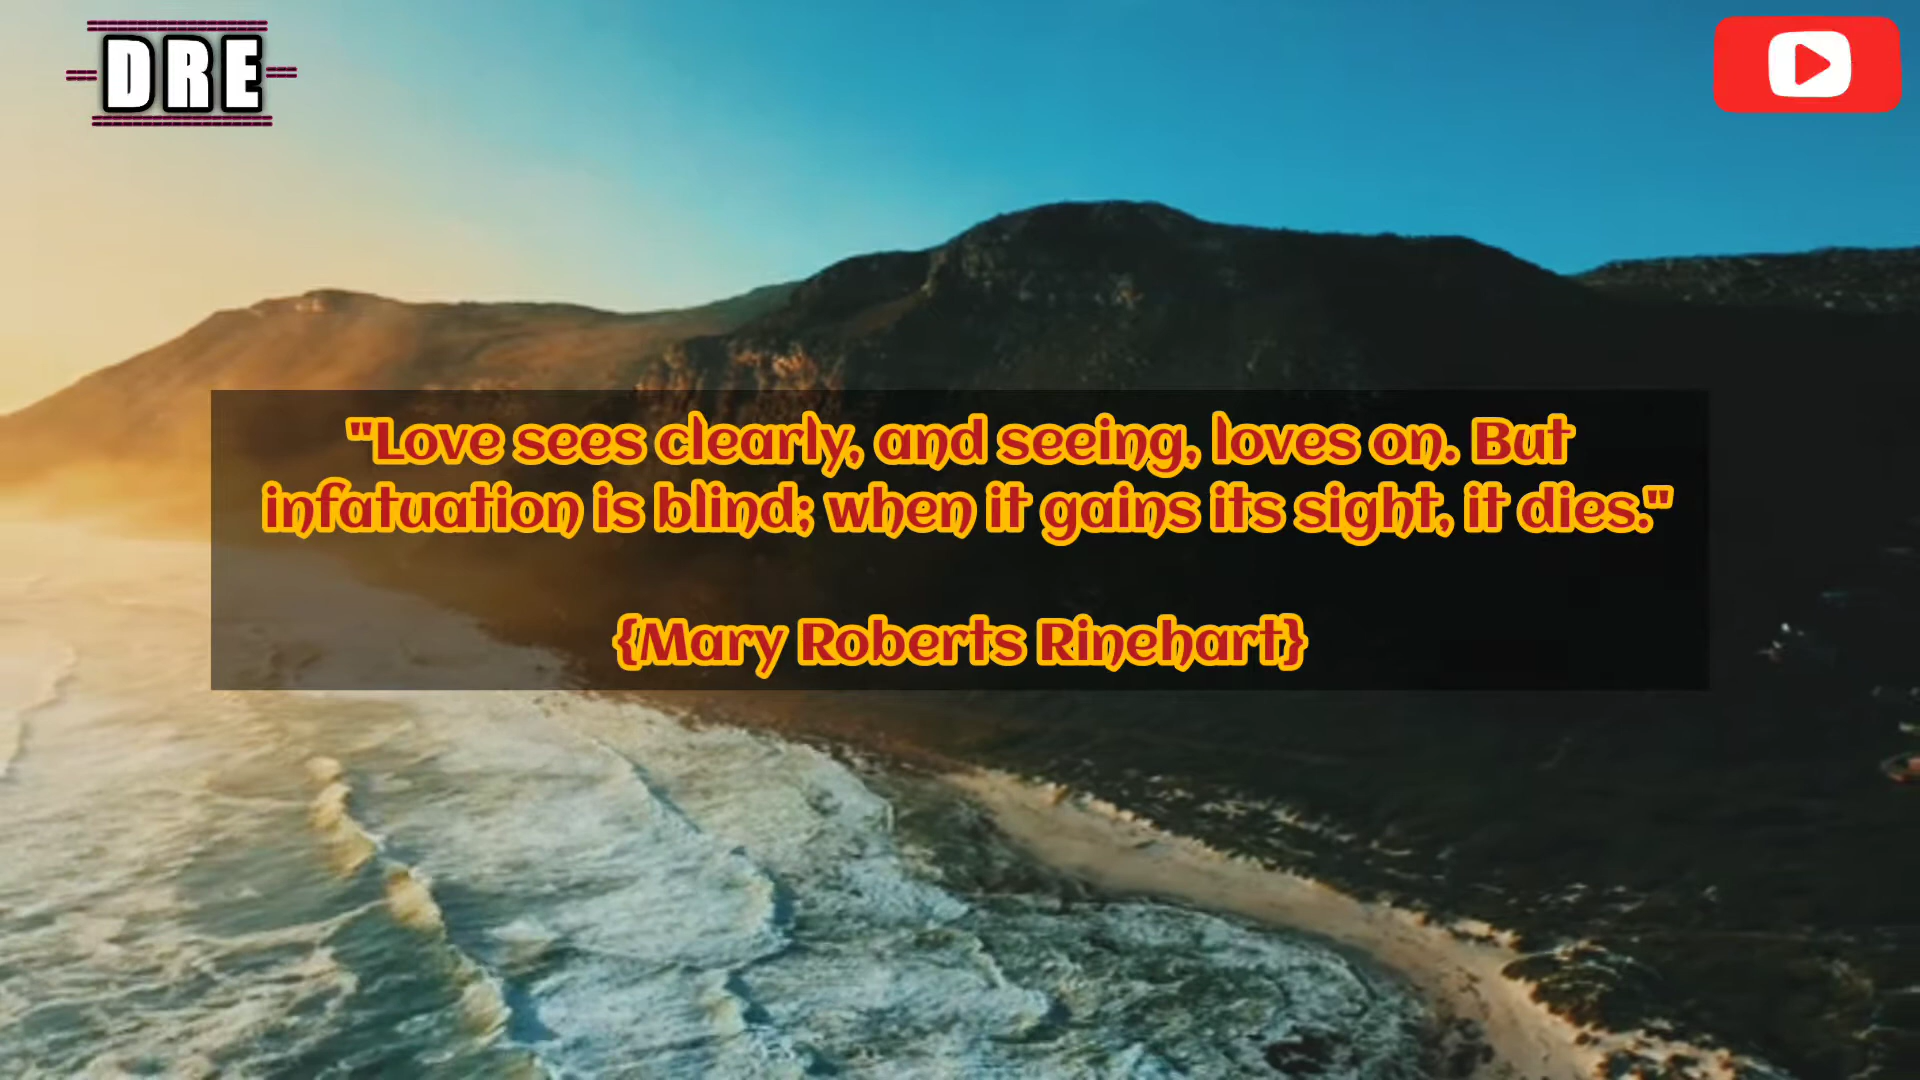 DRE
"Love sees clearly, and seeing, loves on. But
infatuation is blind; when it gains its sight, it dies."
{Mary Roberts Rinehart}